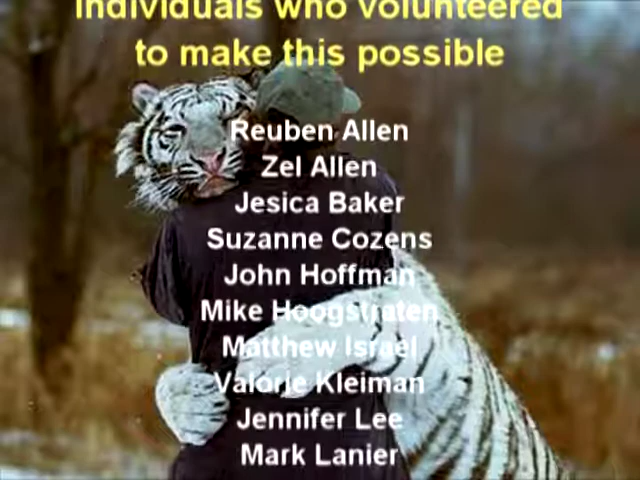 individuals who volunteered
to make this possible
Reuben Allen
Zel Allen
Jesica Baker
Suzanne Cozens
John Hoffman
Mike Hoogstraten
Matthew Israel
Valorie Kleiman
Jennifer Lee
Mark Lanier